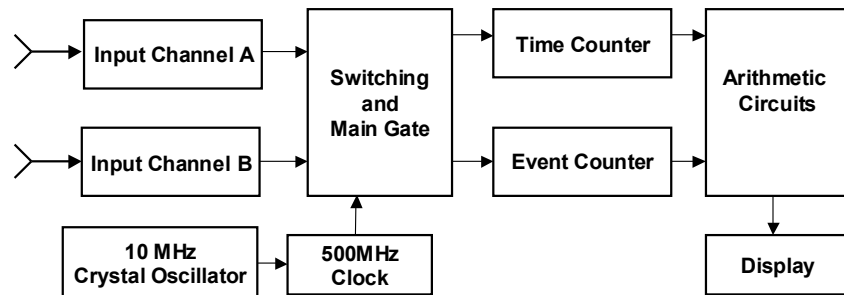 Input Channel A
Input Channel B
10 MHz
Crystal Oscillator
500MHz
Clock
Switching
and
Main Gate
Time Counter
Event Counter
Arithmetic
Circuits
Display